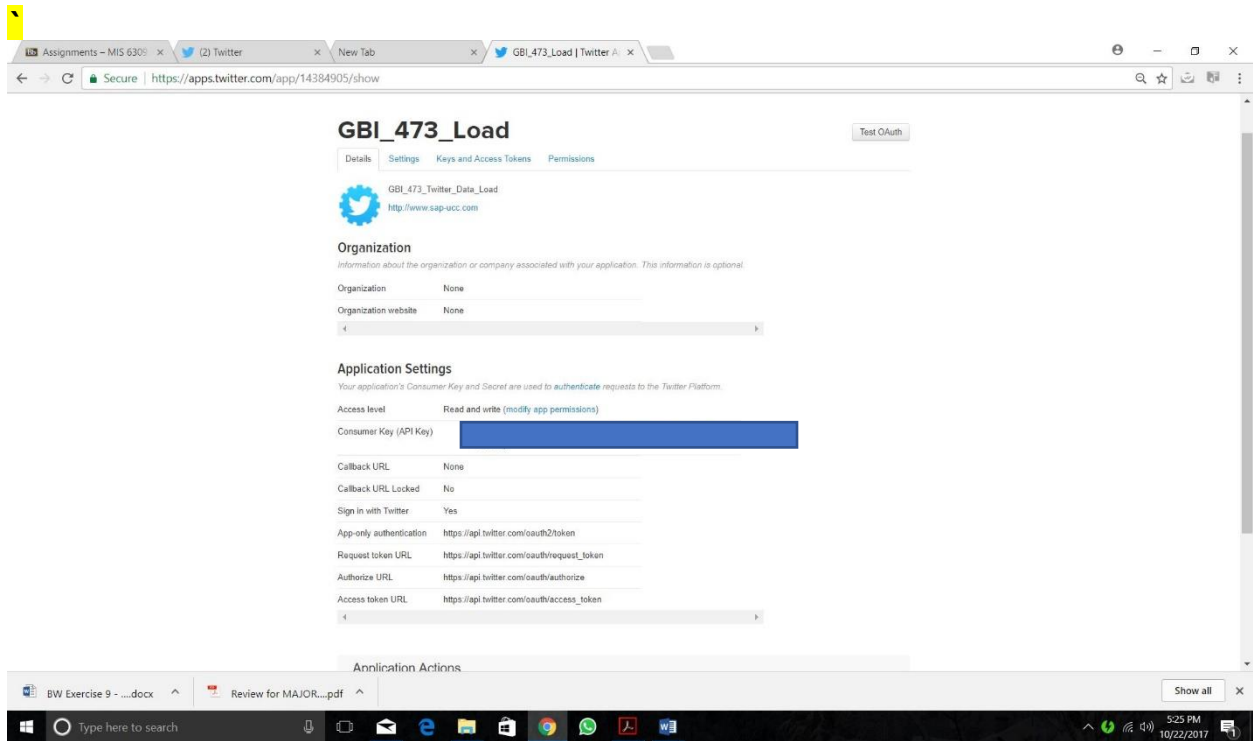 `
Assignments – MIS 6309
(2) Twitter
New Tab
GBI_473_Load | Twitter A
Secure | https://apps.twitter.com/app/14384905/show
GBI_473_Load
Test OAuth
Details Settings Keys and Access Tokens Permissions
GBI_473_Twitter_Data_Load
http://www.sap-ucc.com
Organization
Information about the organization or company associated with your application. This information is optional.
Organization None
Organization website None
Application Settings
Your application's Consumer Key and Secret are used to authenticate requests to the Twitter Platform.
Access level Read and write (modify app permissions)
Consumer Key (API Key)
Callback URL None
Callback URL Locked No
Sign in with Twitter Yes
App-only authentication https://api.twitter.com/oauth2/token
Request token URL https://api.twitter.com/oauth/request_token
Authorize URL https://api.twitter.com/oauth/authorize
Access token URL https://api.twitter.com/oauth/access_token
Application Actions
BW Exercise 9 - ....docx
Review for MAJOR....pdf
Show all
Type here to search
5:25 PM
10/22/2017